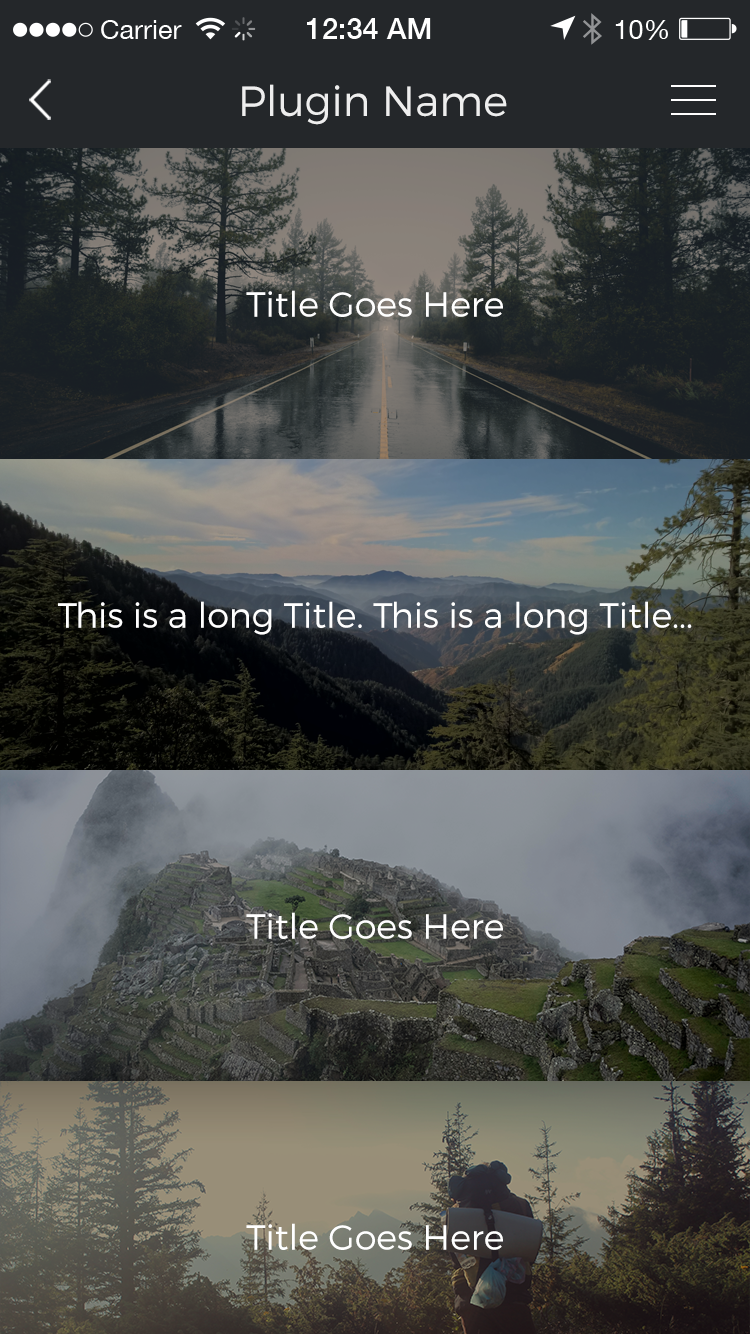 Carrier 12:34 AM 10%
Plugin Name
Title Goes Here
This is a long Title. This is a long Title...
Title Goes Here
Title Goes Here